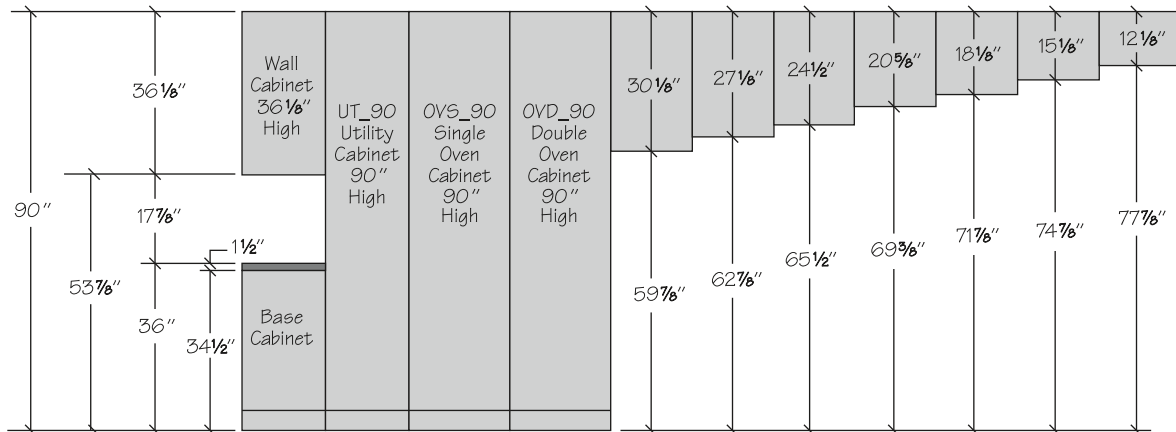 90"
36⅛"
17⅞"
1½"
53⅞"
36"
34½"
Wall
Cabinet
36⅛"
High
Base
Cabinet
UT_90
Utility
Cabinet
90"
High
OVS_90
Single
Oven
Cabinet
90"
High
OVD_90
Double
Oven
Cabinet
90"
High
30⅛"
27⅛"
24½"
20⅝"
18⅛"
15⅛"
12⅛"
59⅞"
62⅞"
65½"
69⅜"
71⅞"
74⅞"
77⅞"